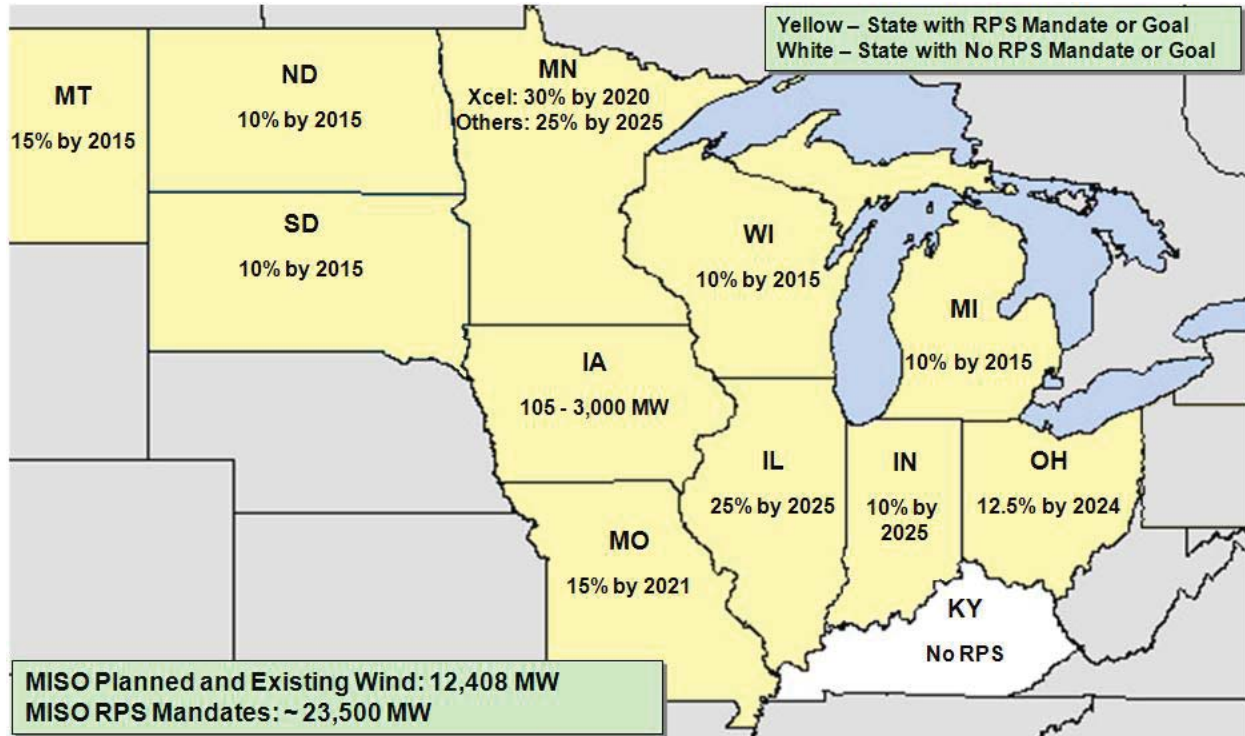 Yellow – State with RPS Mandate or Goal
White – State with No RPS Mandate or Goal
MT
15% by 2015
ND
10% by 2015
MN
Xcel: 30% by 2020
Others: 25% by 2025
SD
10% by 2015
WI
10% by 2015
MI
10% by 2015
IA
105 - 3,000 MW
IL
25% by 2025
IN
10% by
2025
OH
12.5% by 2024
MO
15% by 2021
KY
No RPS
MISO Planned and Existing Wind: 12,408 MW
MISO RPS Mandates: ~ 23,500 MW